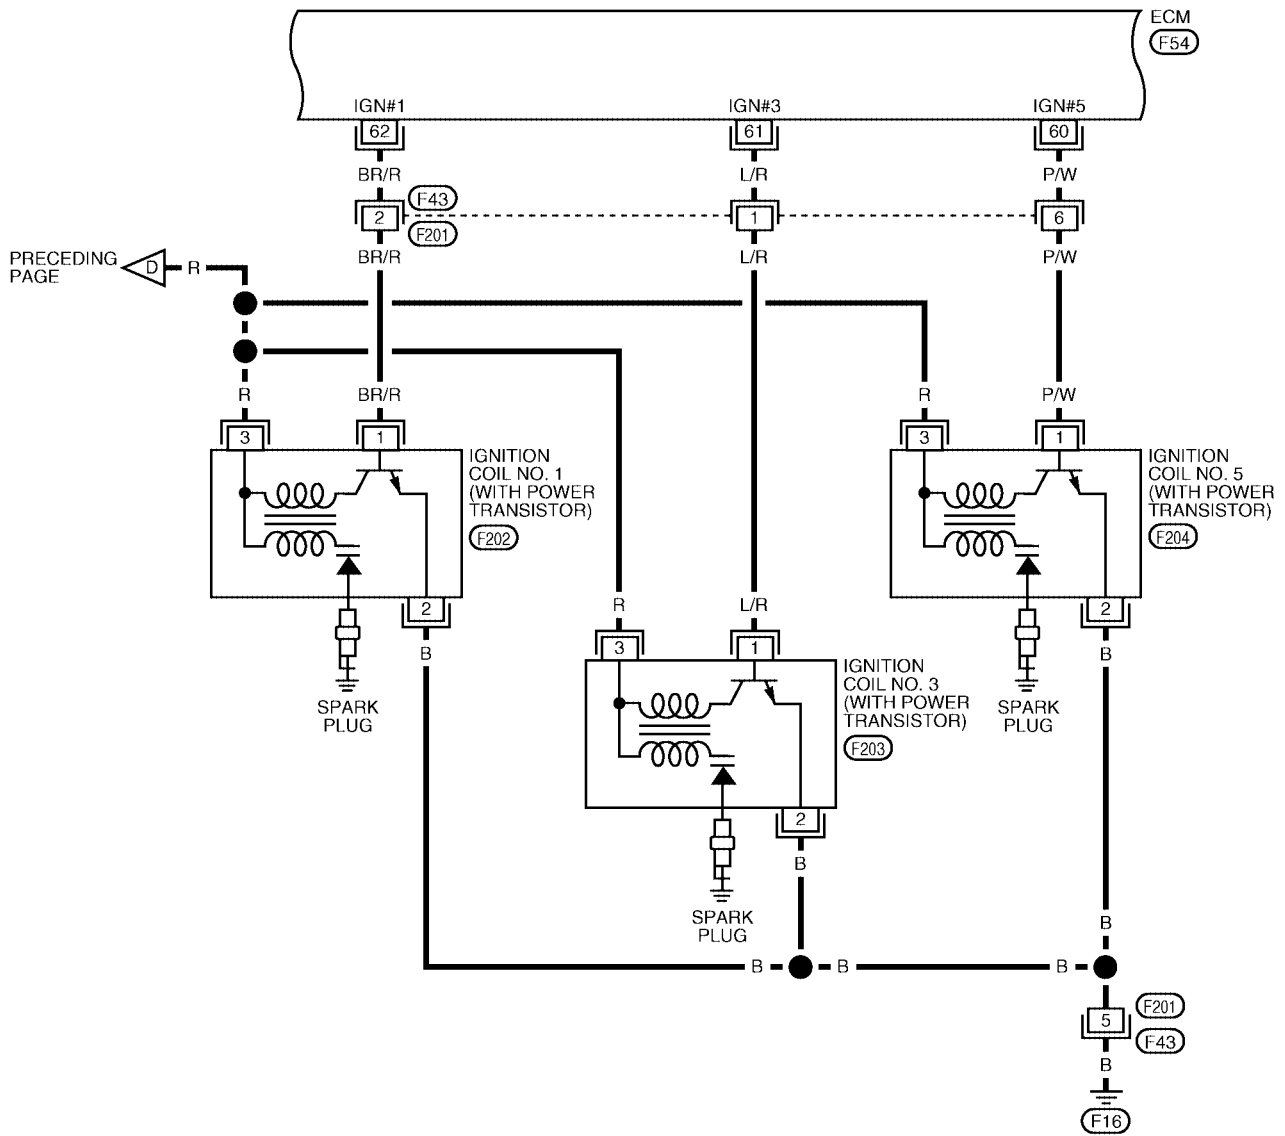 ECM
F54
IGN#1
IGN#3
IGN#5
62
61
60
BR/R
L/R
P/W
F43
2
1
6
F201
BR/R
L/R
P/W
PRECEDING
PAGE
D
R
R
BR/R
R
P/W
3
1
3
1
IGNITION
COIL NO. 1
(WITH POWER
TRANSISTOR)
F202
IGNITION
COIL NO. 5
(WITH POWER
TRANSISTOR)
F204
2
2
R
L/R
B
B
3
1
SPARK
PLUG
SPARK
PLUG
IGNITION
COIL NO. 3
(WITH POWER
TRANSISTOR)
F203
2
B
SPARK
PLUG
B
B
B
B
F201
5
F43
B
F16